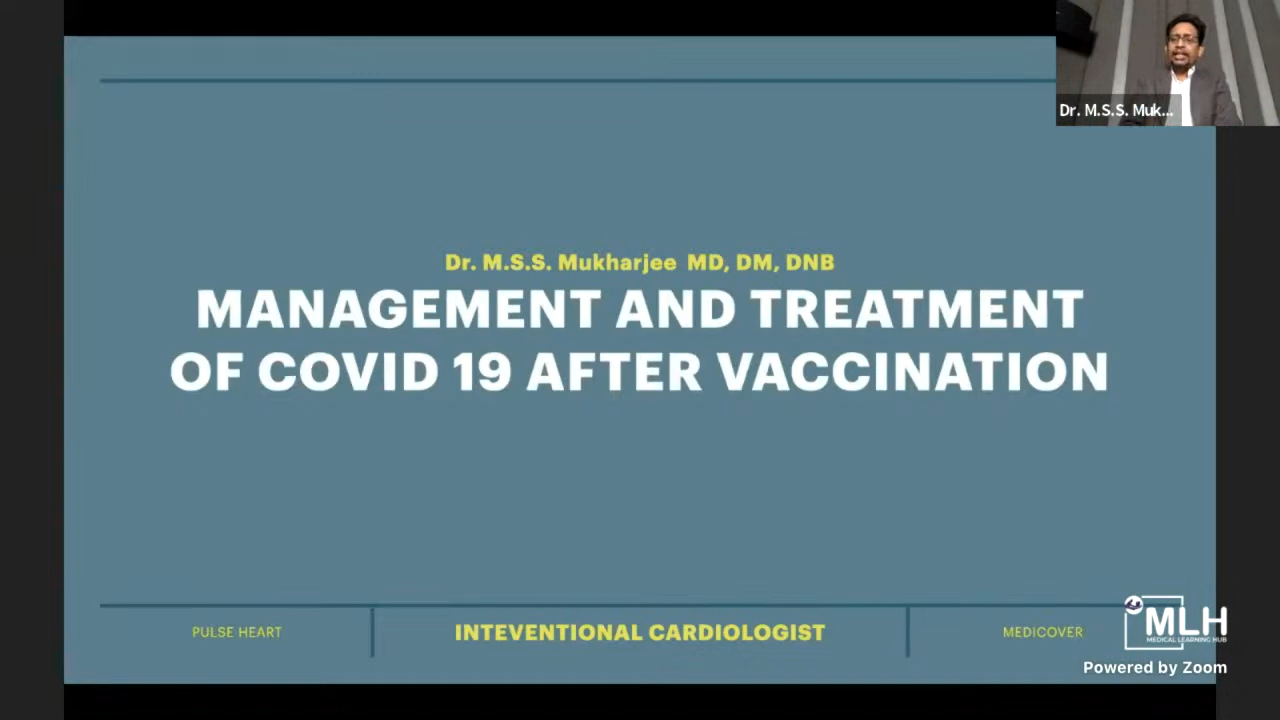 Dr. M.S.S. Muk...
Dr. M.S.S. Mukharjee MD, DM, DNB
MANAGEMENT AND TREATMENT
OF COVID 19 AFTER VACCINATION
PULSE HEART
INTEVENTIONAL CARDIOLOGIST
MEDICOVER
MLH
MEDICAL LEARNING HUB
Powered by Zoom